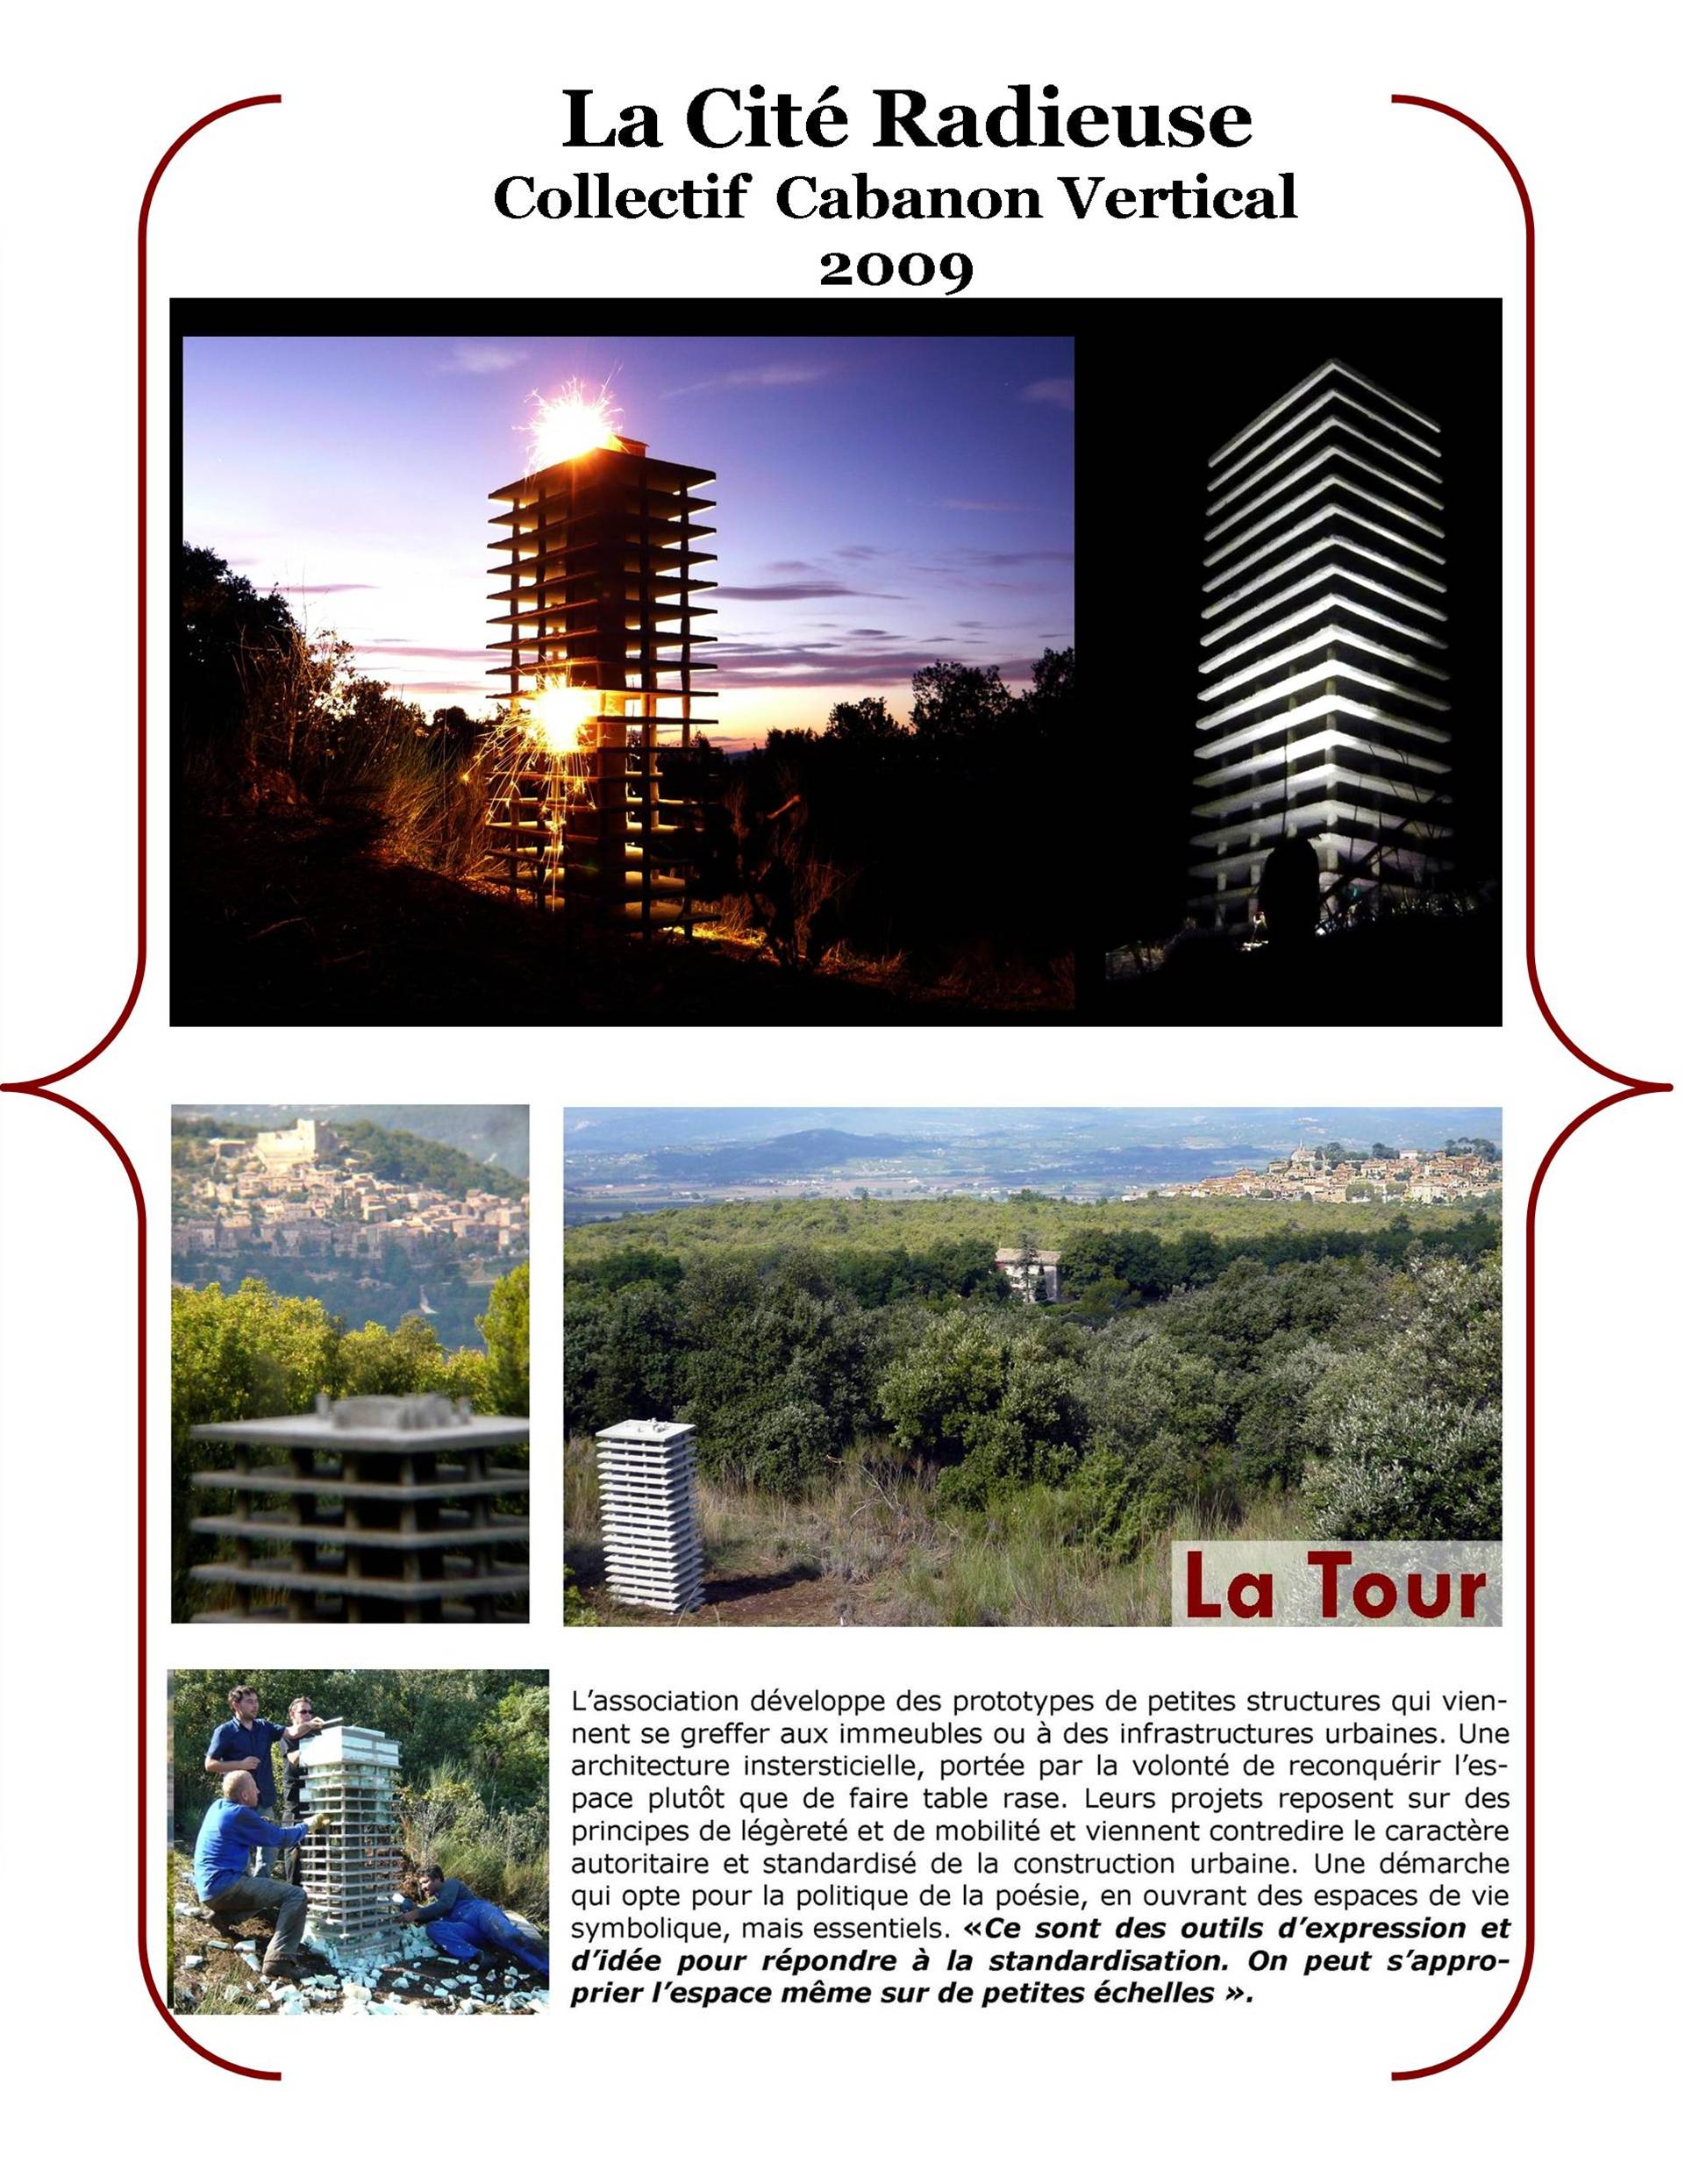 La Cité Radieuse
Collectif Cabanon Vertical
2009
La Tour
L'association développe des prototypes de petites structures qui vien-
nent se greffer aux immeubles ou à des infrastructures urbaines. Une
architecture instersticielle, portée par la volonté de reconquérir l'es-
pace plutôt que de faire table rase. Leurs projets reposent sur des
principes de légèreté et de mobilité et viennent contredire le caractère
autoritaire et standardisé de la construction urbaine. Une démarche
qui opte pour la politique de la poésie, en ouvrant des espaces de vie
symbolique, mais essentiels. «Ce sont des outils d'expression et
d'idée pour répondre à la standardisation. On peut s'appro-
prier l'espace même sur de petites échelles ».